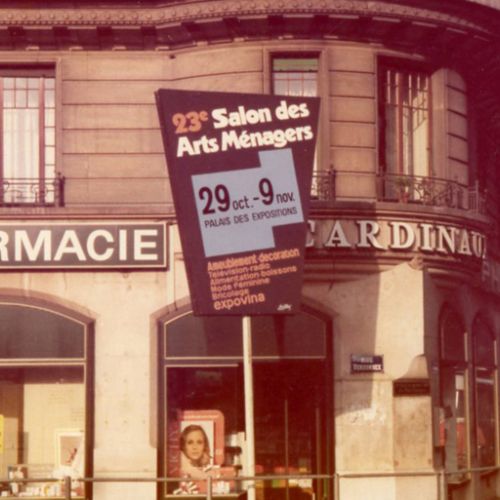 23e Salon des
Arts Ménagers
29 oct.-9 nov.
PALAIS DES EXPOSITIONS
Ameublement-décoration
Télévision-radio
Alimentation-boissons
Mode Féminine
Bricolage
expovina
RMACIE
CARDINAU
RUE